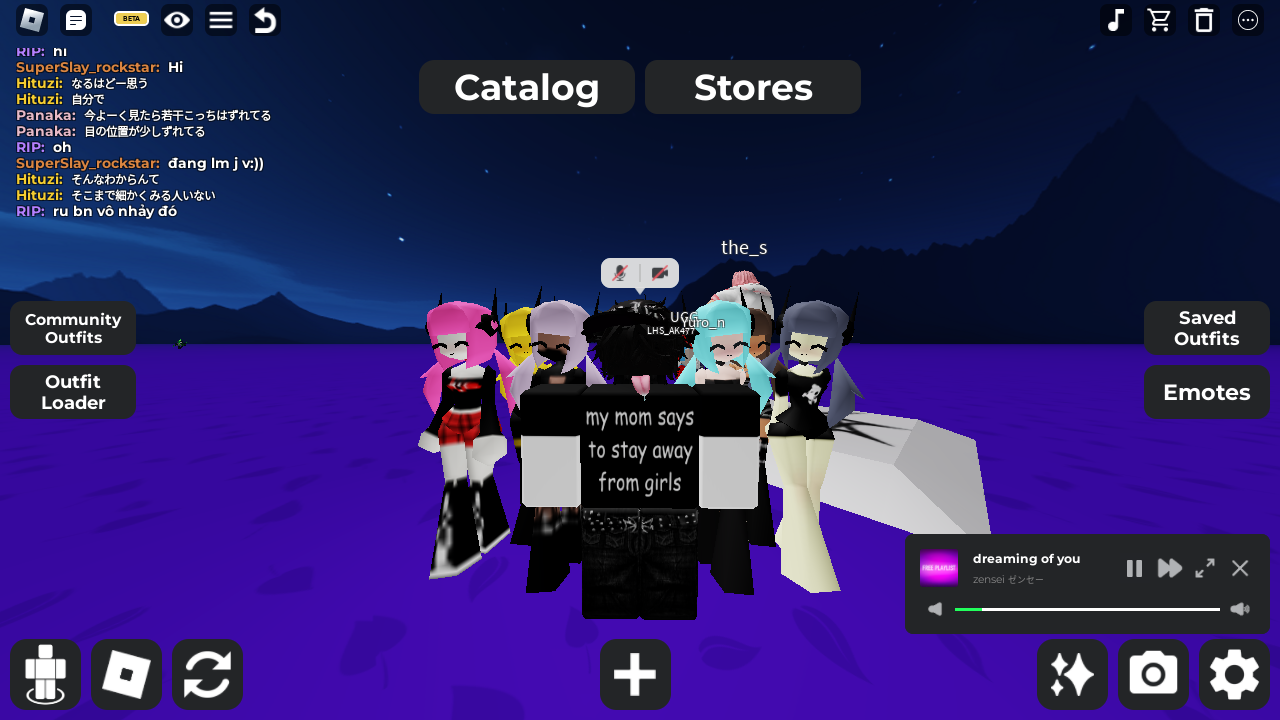 BETA
RIP: hi
SuperSlay_rockstar: Hi
Hituzi: なるほどー思う
Hituzi: 自分で
Panaka: 今よーく見たら若干こっちはずれてる
Panaka: 目の位置が少しずれてる
RIP: oh
SuperSlay_rockstar: đang lm j v:))
Hituzi: そんなわからんて
Hituzi: そこまで細かくみる人いない
RIP: ru bn vô nhảy đó
Catalog
Stores
the_s
UGG
Yuro_n
LHS_AK477
Community
Outfits
Outfit
Loader
Saved
Outfits
Emotes
my mom says
to stay away
from girls
FREE PLAYLIST
dreaming of you
zensei ゼンセー